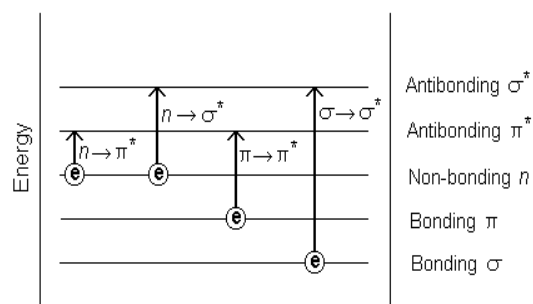 Energy
Antibonding σ*
n → σ*
σ → σ*
Antibonding π*
n → π*
π → π*
e
e
Non-bonding n
e
Bonding π
e
Bonding σ